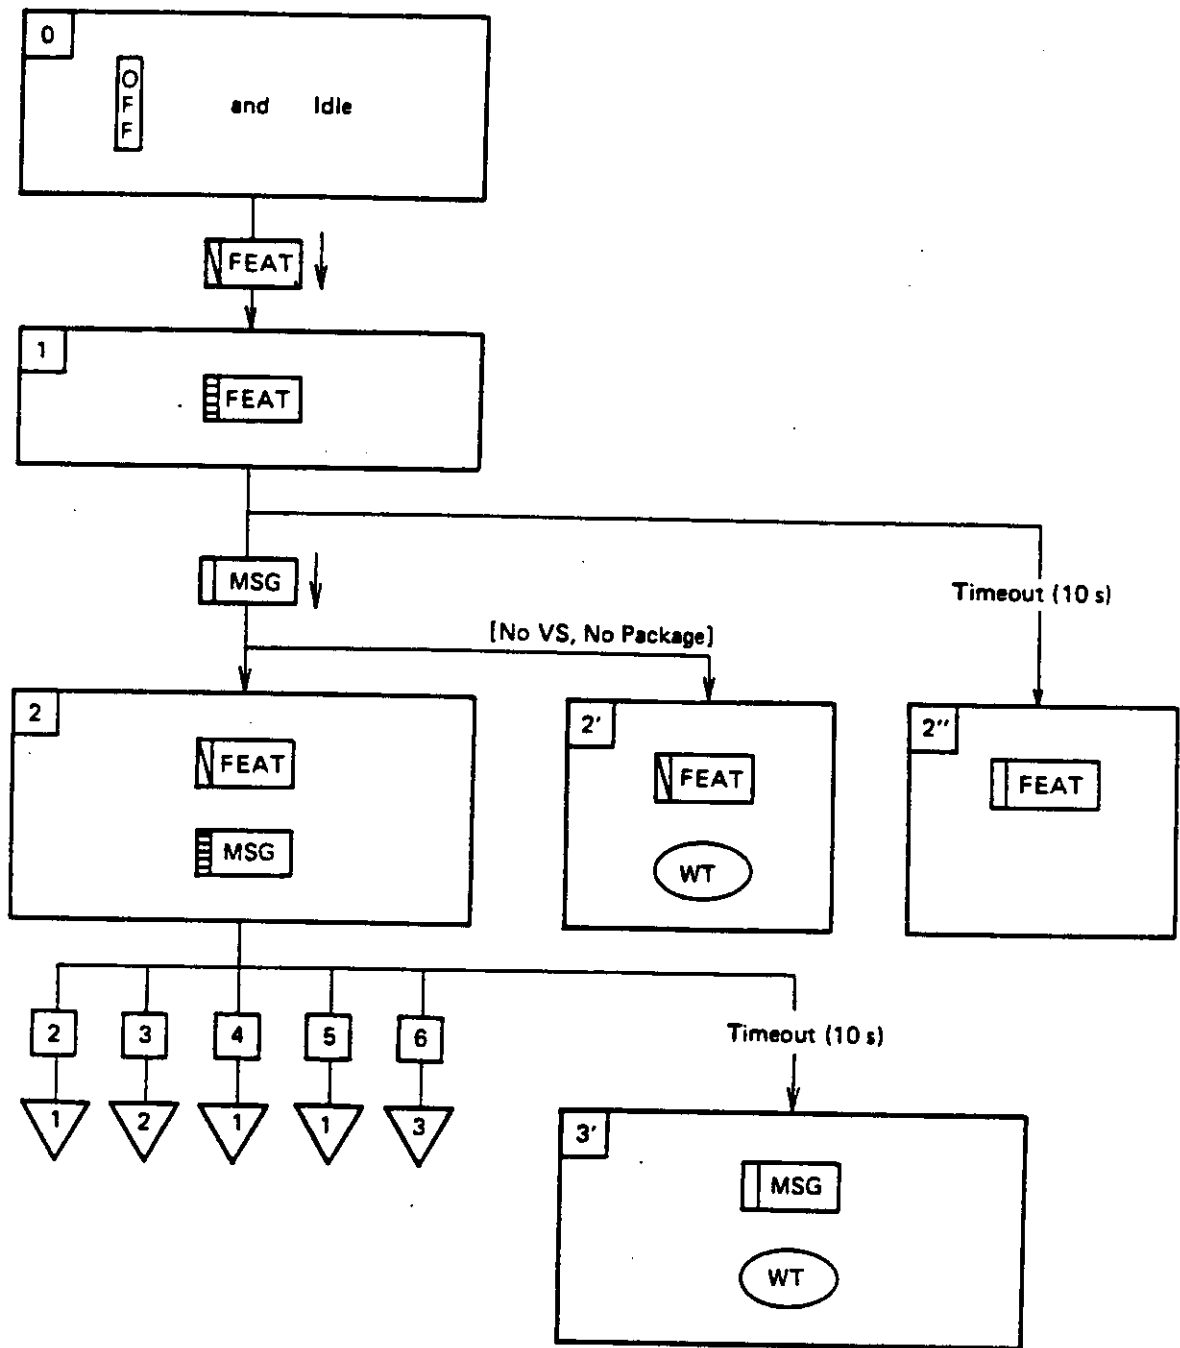 0
OFF and Idle
FEAT
1
FEAT
MSG
Timeout (10 s)
[No VS, No Package]
2
FEAT
MSG
2'
FEAT
WT
2''
FEAT
2 3 4 5 6
1 2 1 1 3
Timeout (10 s)
3'
MSG
WT